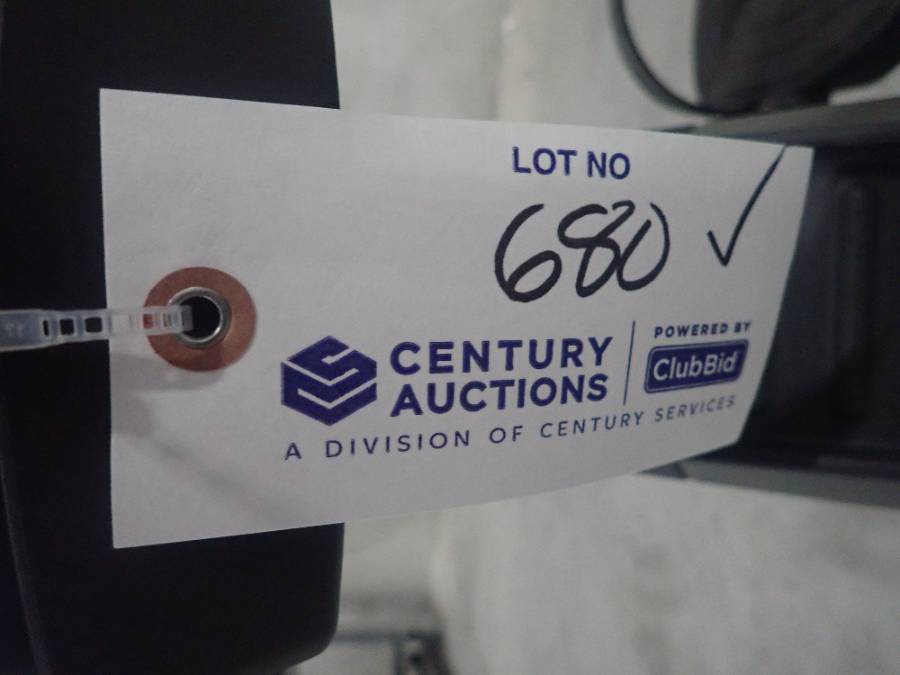 LOT NO
680 ✓
CENTURY
AUCTIONS
POWERED BY
ClubBid
A DIVISION OF CENTURY SERVICES